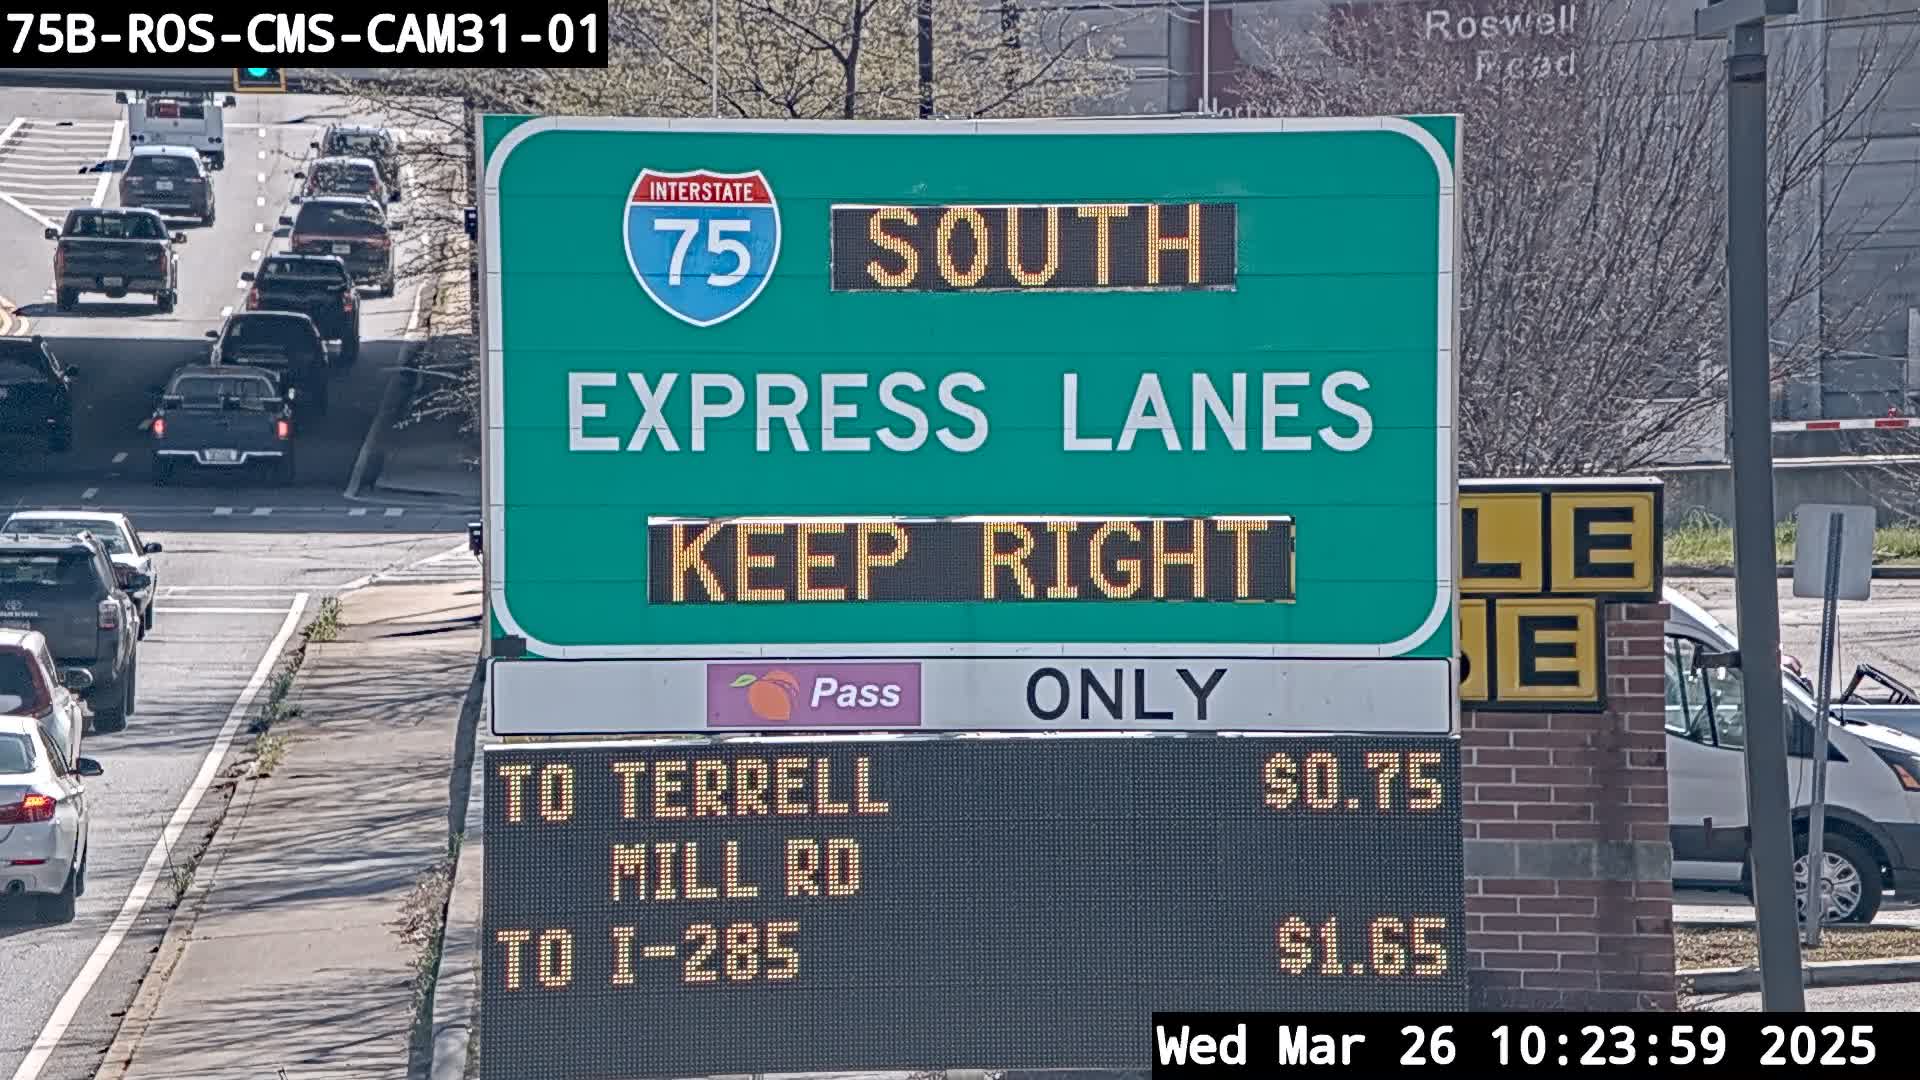 75B-ROS-CMS-CAM31-01
Roswell
Road
INTERSTATE
75
SOUTH
EXPRESS LANES
KEEP RIGHT
Pass
ONLY
TO TERRELL $0.75
MILL RD
TO I-285 $1.65
LE
E
Wed Mar 26 10:23:59 2025